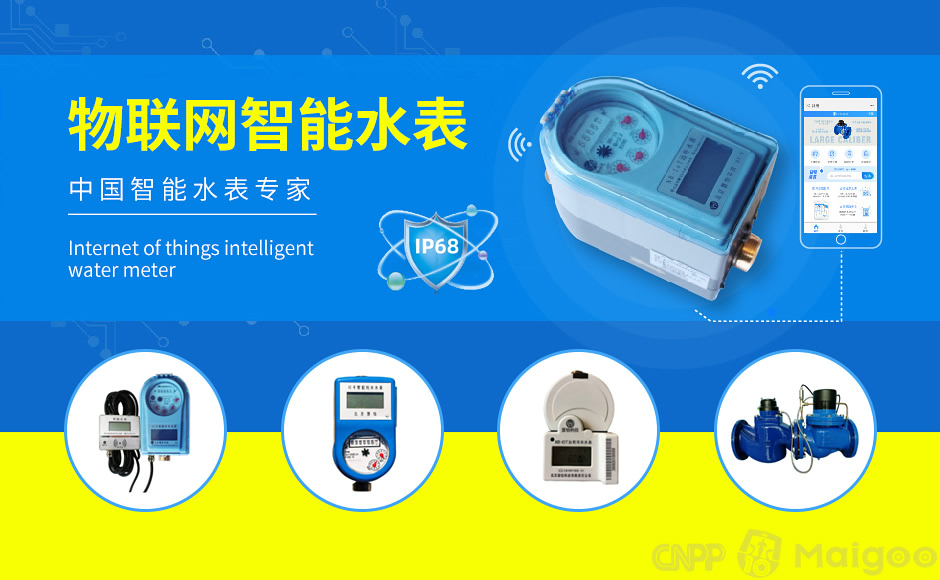 物联网智能水表
中国智能水表专家
Internet of things intelligent
water meter
IP68
LARGE CALIBER
CNPP
Maigoo